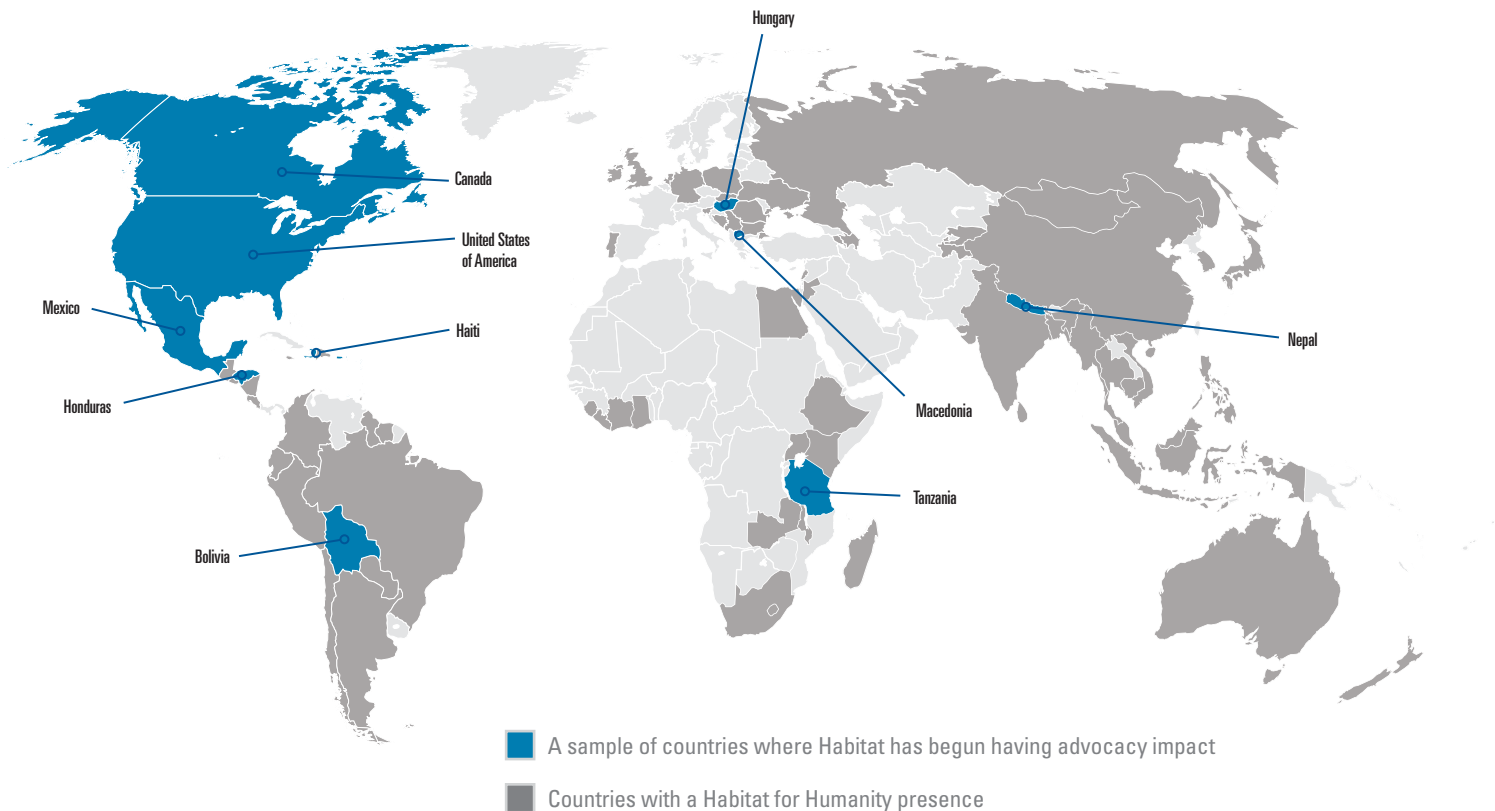 Hungary
Canada
United States
of America
Mexico
Haiti
Nepal
Honduras
Macedonia
Tanzania
Bolivia
A sample of countries where Habitat has begun having advocacy impact
Countries with a Habitat for Humanity presence